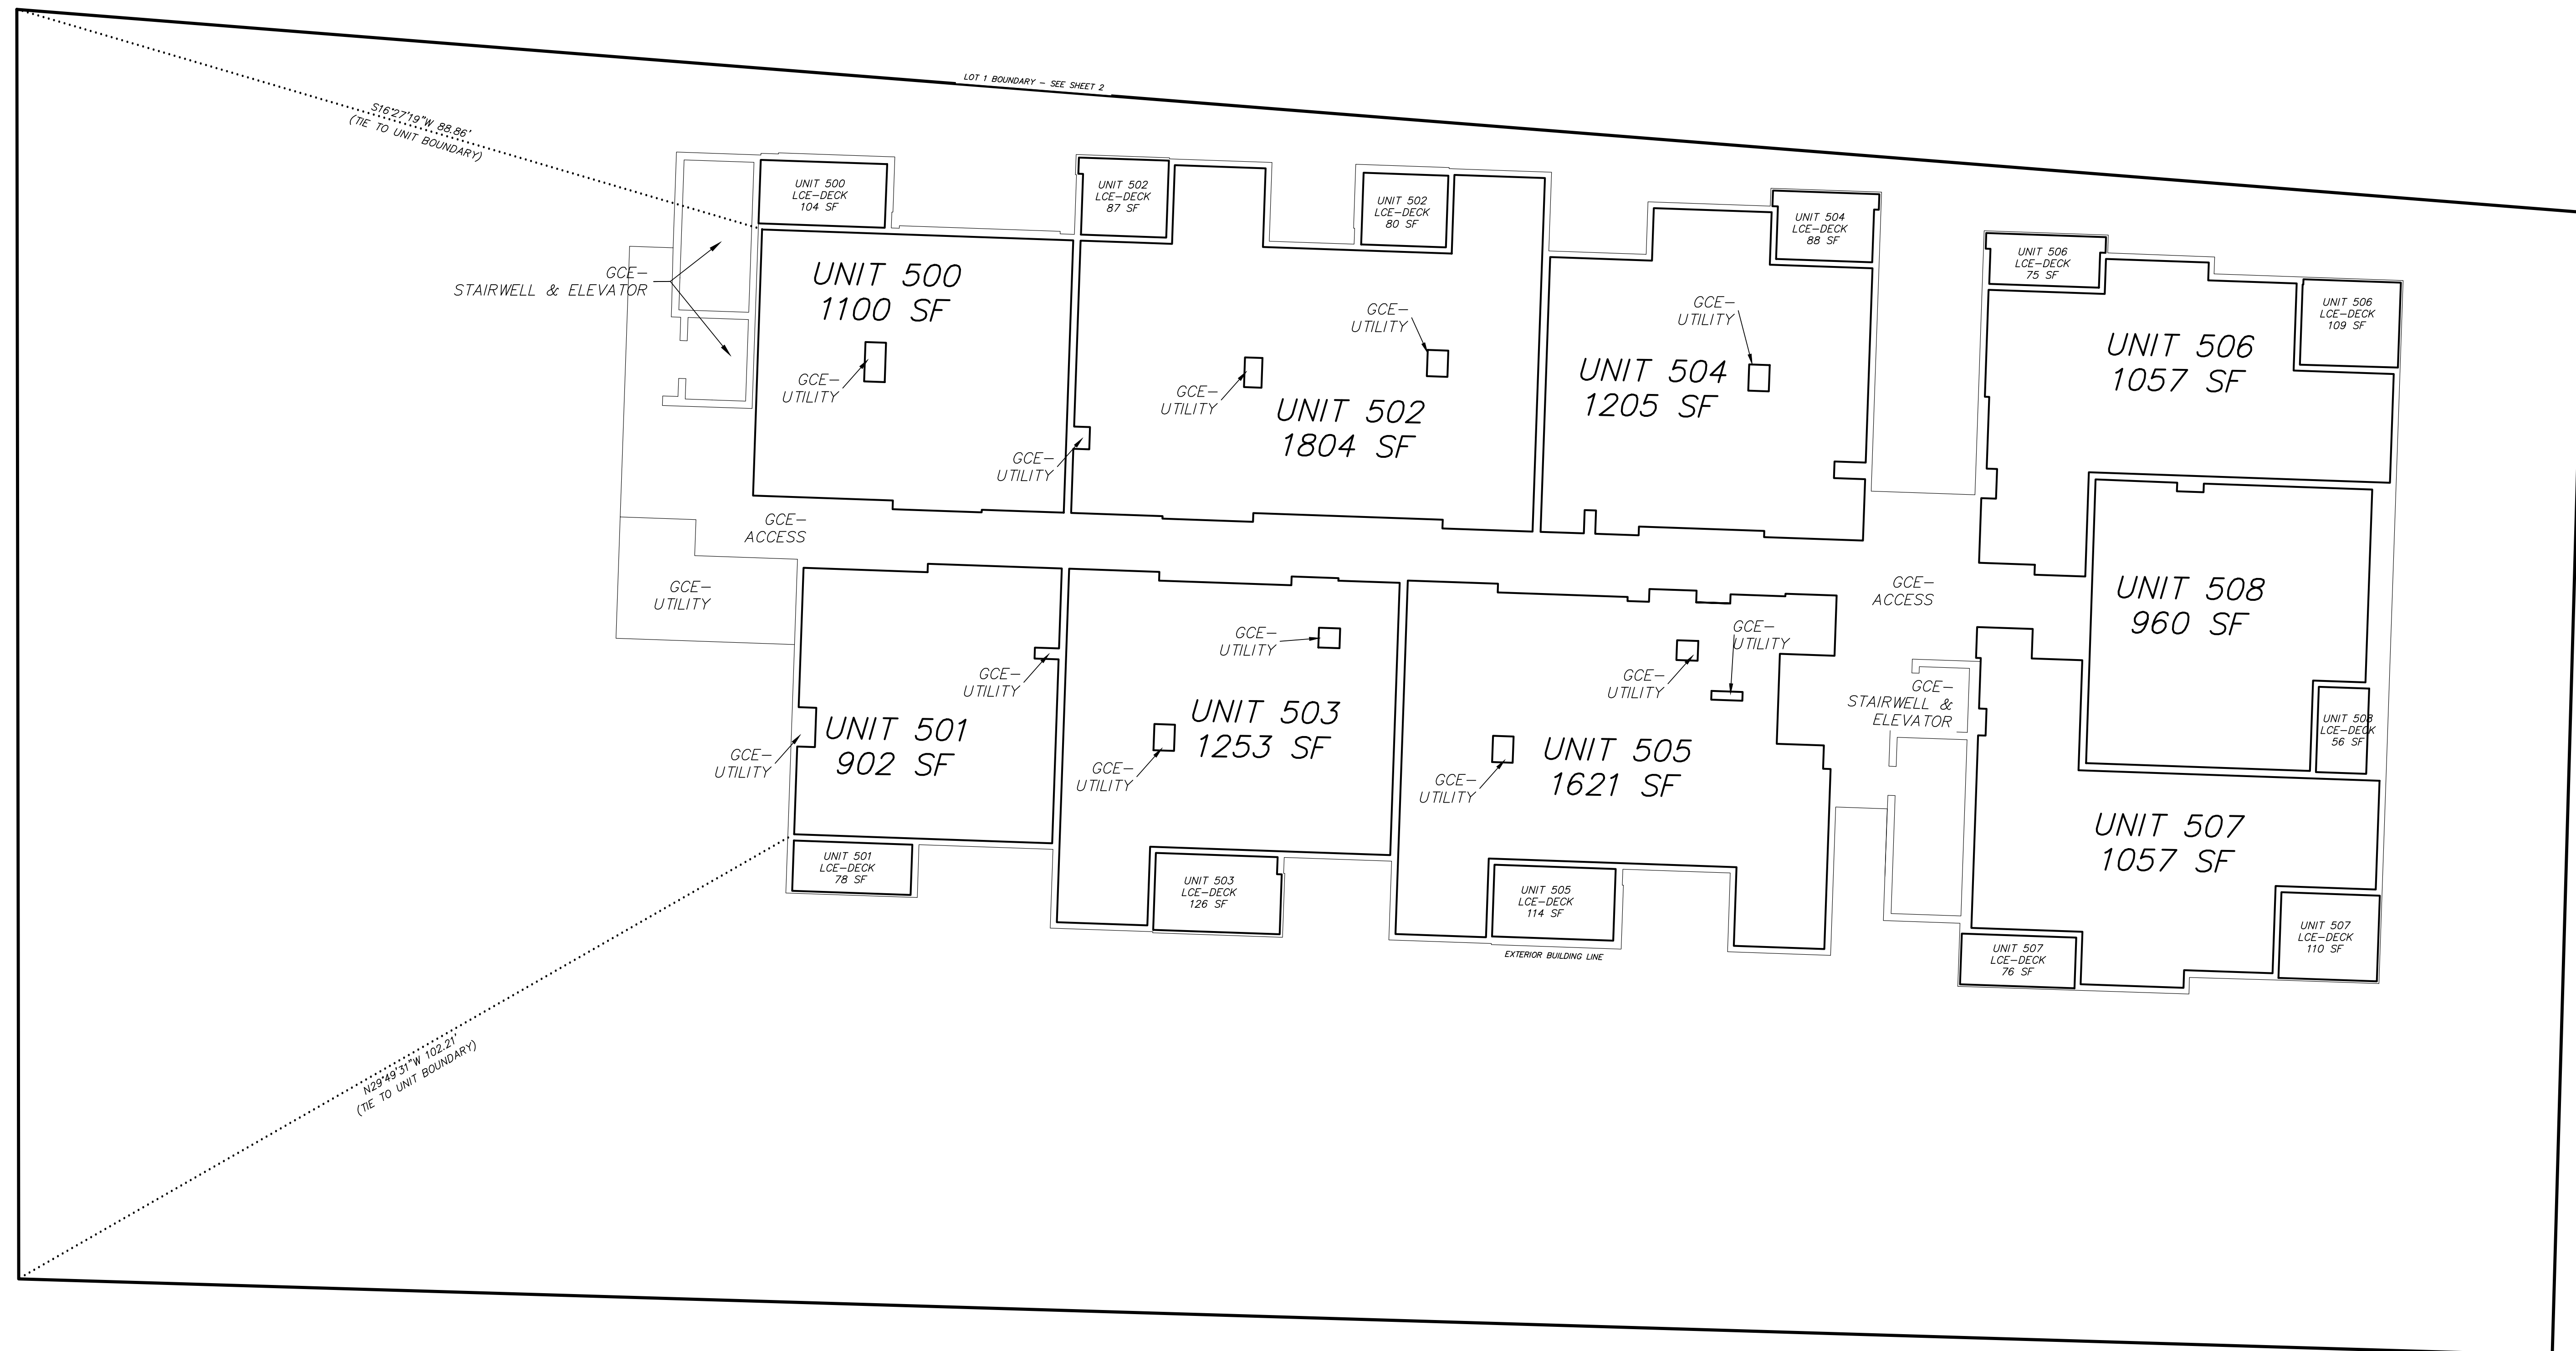 LOT 1 BOUNDARY - SEE SHEET 2
S16°27'19"W 88.86'
(TIE TO UNIT BOUNDARY)
UNIT 500
LCE-DECK
104 SF
UNIT 502
LCE-DECK
87 SF
UNIT 502
LCE-DECK
80 SF
UNIT 504
LCE-DECK
88 SF
UNIT 506
LCE-DECK
75 SF
UNIT 506
LCE-DECK
109 SF
GCE-
STAIRWELL & ELEVATOR
UNIT 500
1100 SF
GCE-
UTILITY
GCE-
UTILITY
GCE-
UTILITY
GCE-
UTILITY
UNIT 502
1804 SF
GCE-
UTILITY
UNIT 504
1205 SF
UNIT 506
1057 SF
GCE-
ACCESS
GCE-
UTILITY
GCE-
ACCESS
UNIT 508
960 SF
GCE-
UTILITY
GCE-
UTILITY
UNIT 501
902 SF
GCE-
UTILITY
GCE-
UTILITY
UNIT 503
1253 SF
GCE-
UTILITY
GCE-
UTILITY
GCE-
UTILITY
UNIT 505
1621 SF
GCE-
STAIRWELL &
ELEVATOR
UNIT 508
LCE-DECK
56 SF
UNIT 507
1057 SF
UNIT 501
LCE-DECK
78 SF
UNIT 503
LCE-DECK
126 SF
UNIT 505
LCE-DECK
114 SF
EXTERIOR BUILDING LINE
UNIT 507
LCE-DECK
76 SF
UNIT 507
LCE-DECK
110 SF
N29°49'31"W 102.21'
(TIE TO UNIT BOUNDARY)